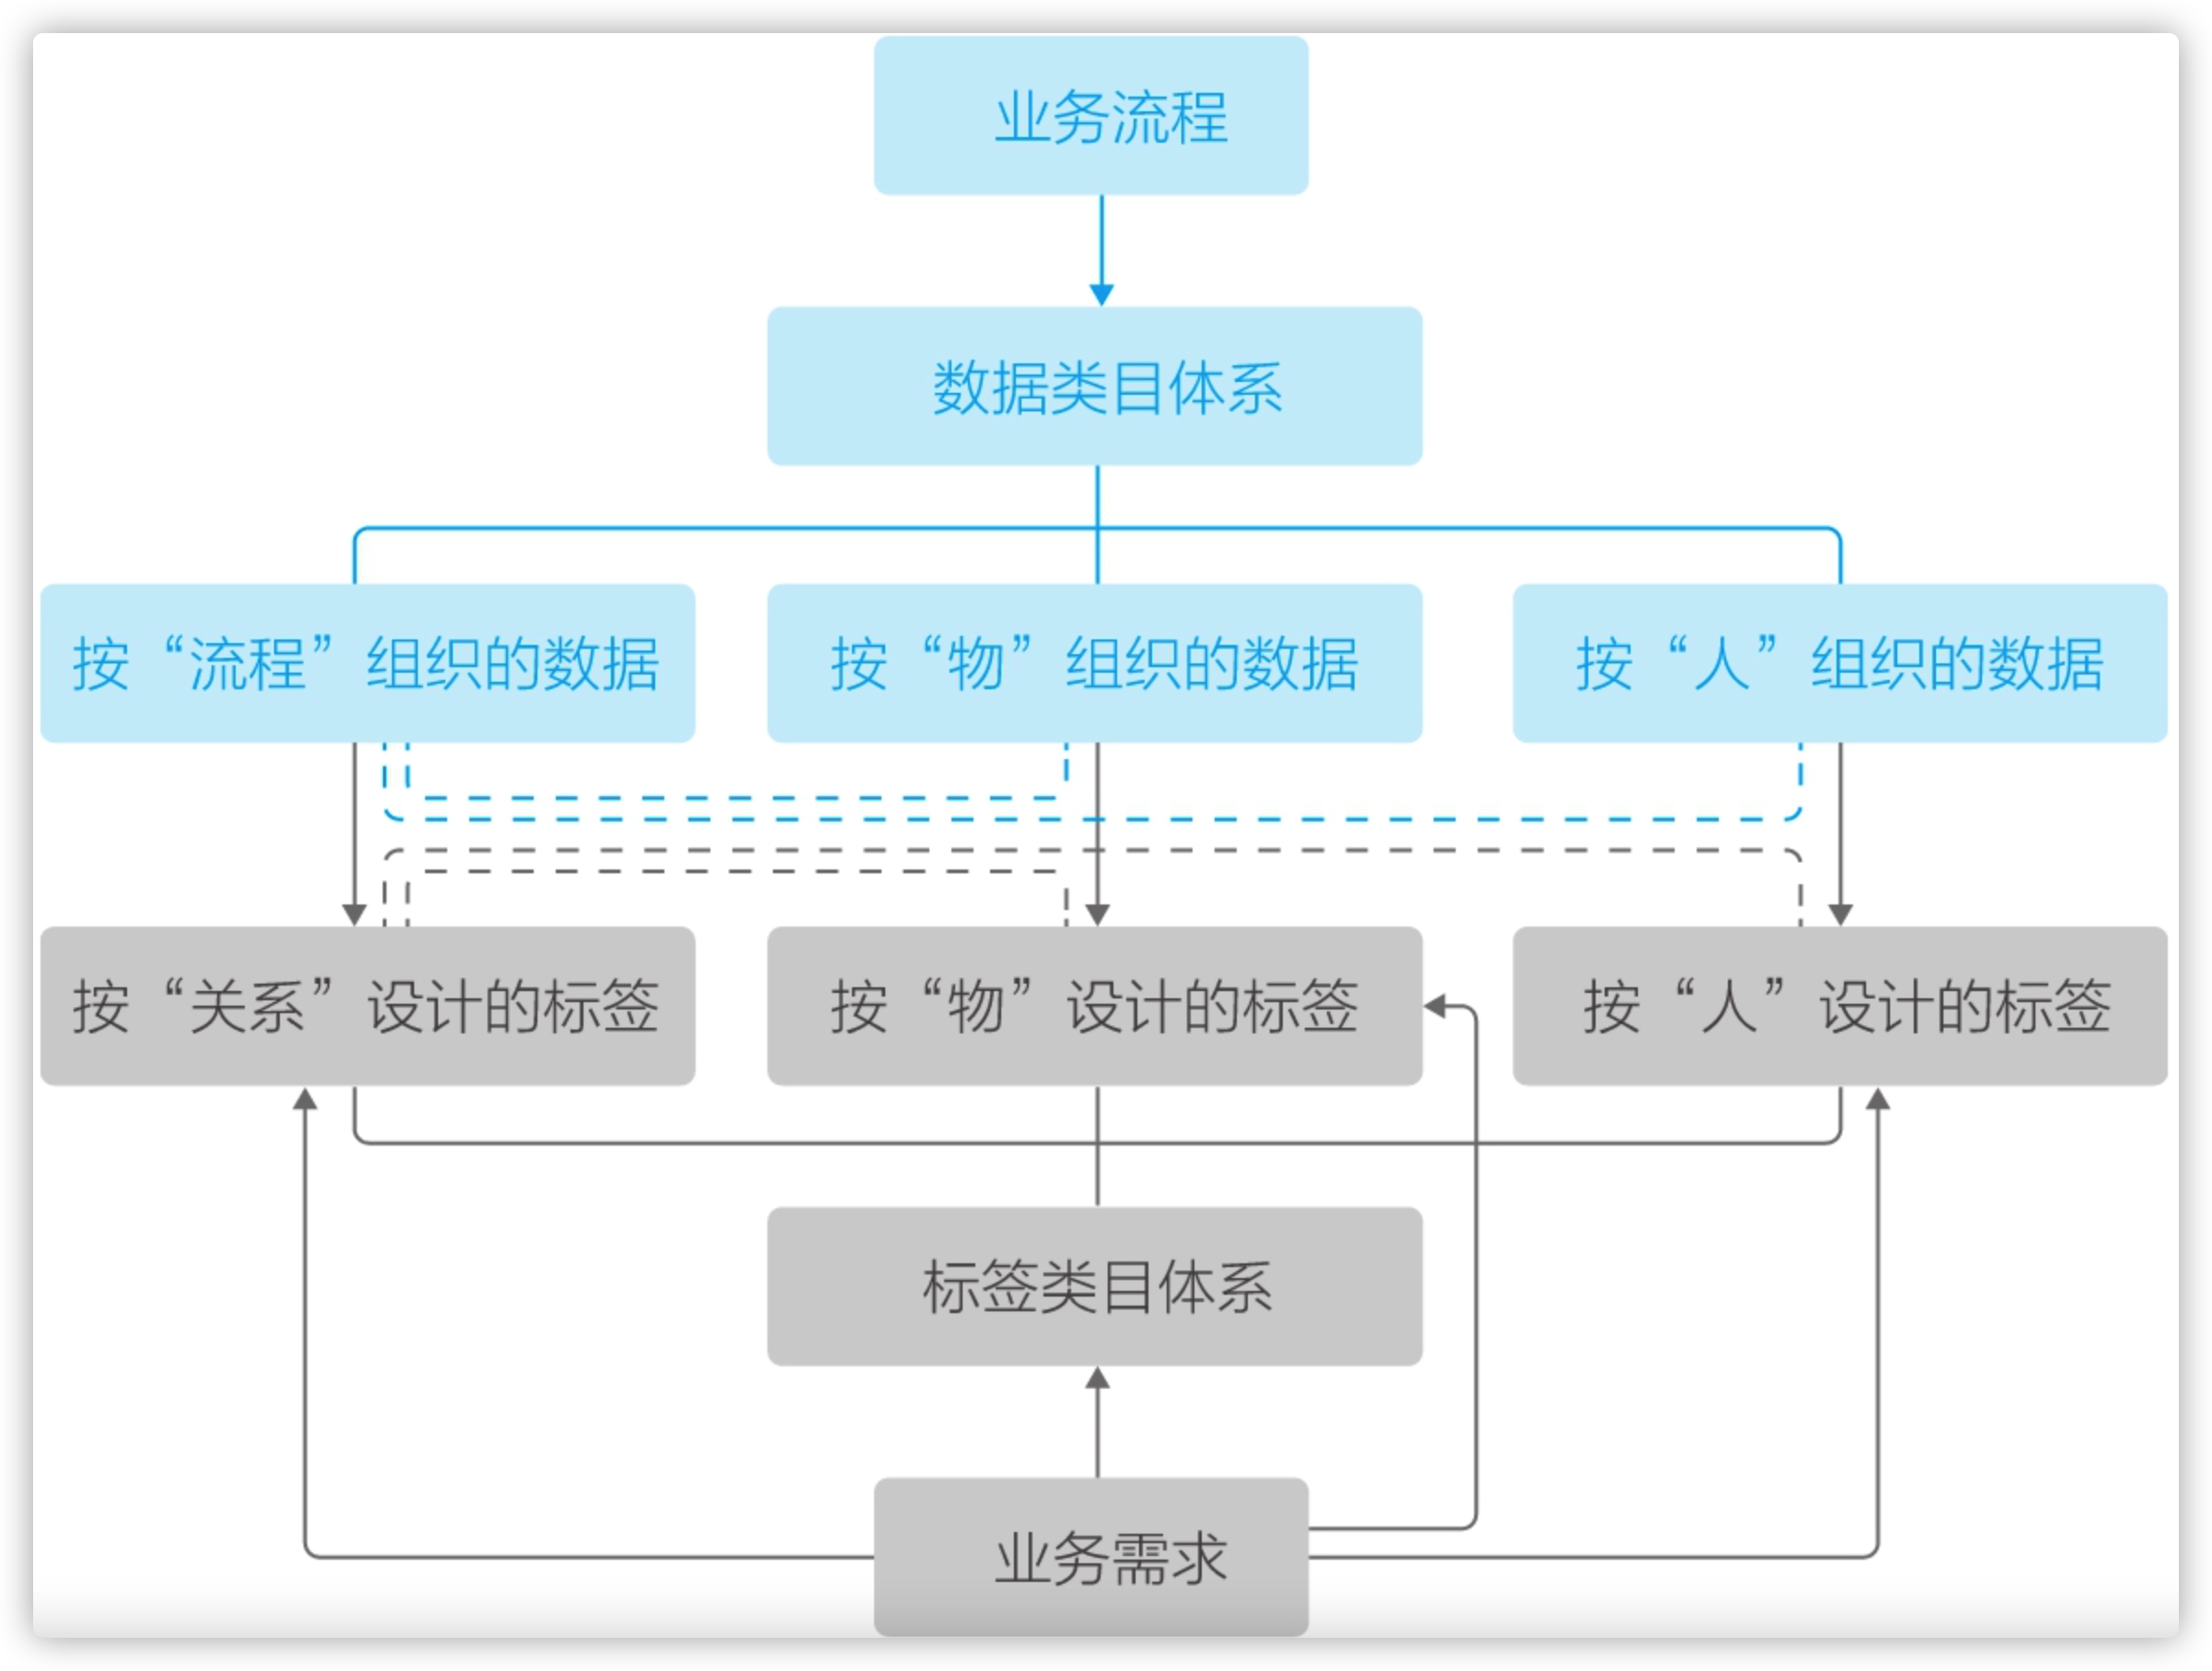 业务流程
数据类目体系
按“流程”组织的数据
按“物”组织的数据
按“人”组织的数据
按“关系”设计的标签
按“物”设计的标签
按“人”设计的标签
标签类目体系
业务需求